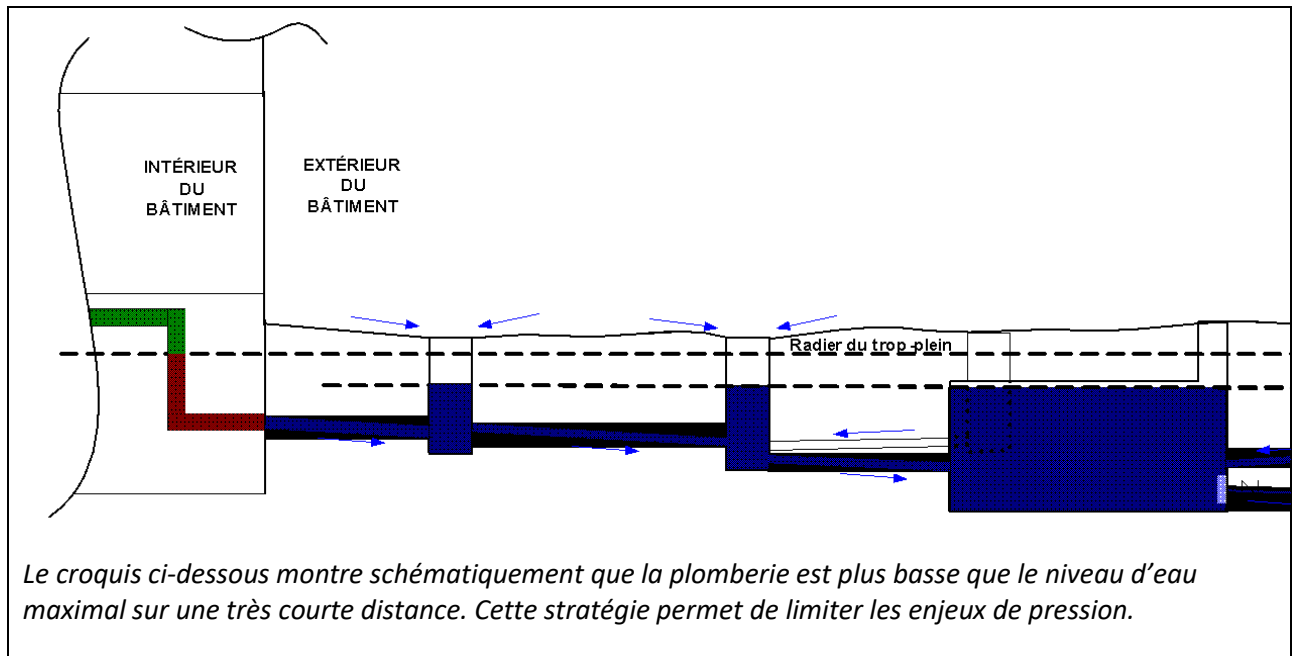 INTÉRIEUR
DU
BÂTIMENT
EXTÉRIEUR
DU
BÂTIMENT
Radier du trop-plein
Le croquis ci-dessous montre schématiquement que la plomberie est plus basse que le niveau d’eau
maximal sur une très courte distance. Cette stratégie permet de limiter les enjeux de pression.